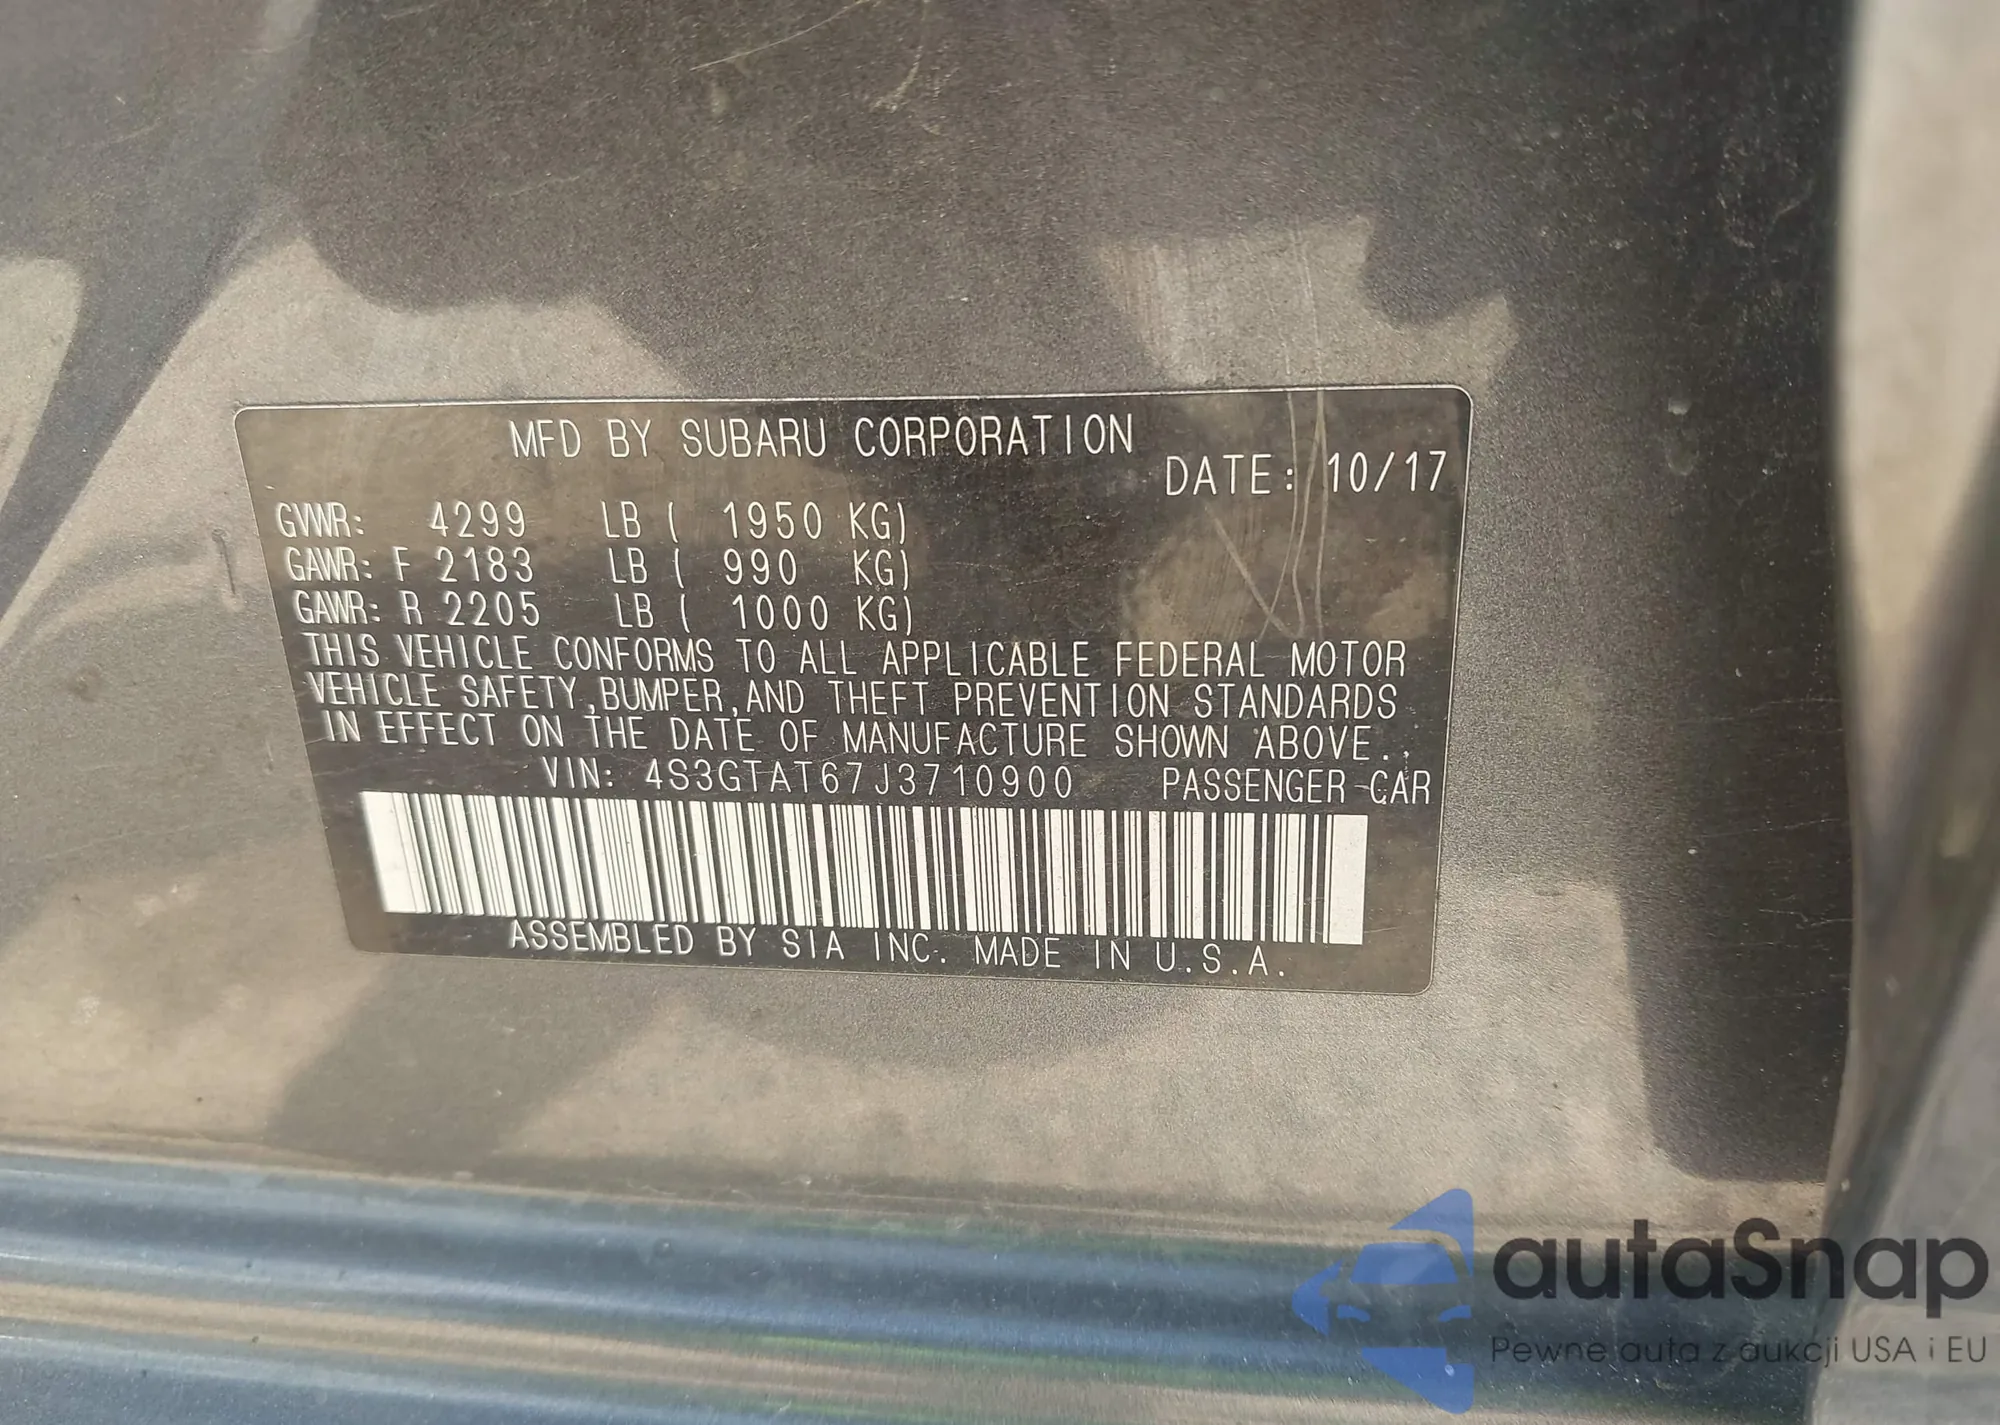 MFD BY SUBARU CORPORATION
DATE: 10/17
GVWR: 4299 LB ( 1950 KG)
GAWR: F 2183 LB ( 990 KG)
GAWR: R 2205 LB ( 1000 KG)
THIS VEHICLE CONFORMS TO ALL APPLICABLE FEDERAL MOTOR
VEHICLE SAFETY,BUMPER,AND THEFT PREVENTION STANDARDS
IN EFFECT ON THE DATE OF MANUFACTURE SHOWN ABOVE.
VIN: 4S3GTAT67J3710900 PASSENGER CAR
ASSEMBLED BY SIA INC. MADE IN U.S.A.
autaSnap
Pewne auta z aukcji USA i EU